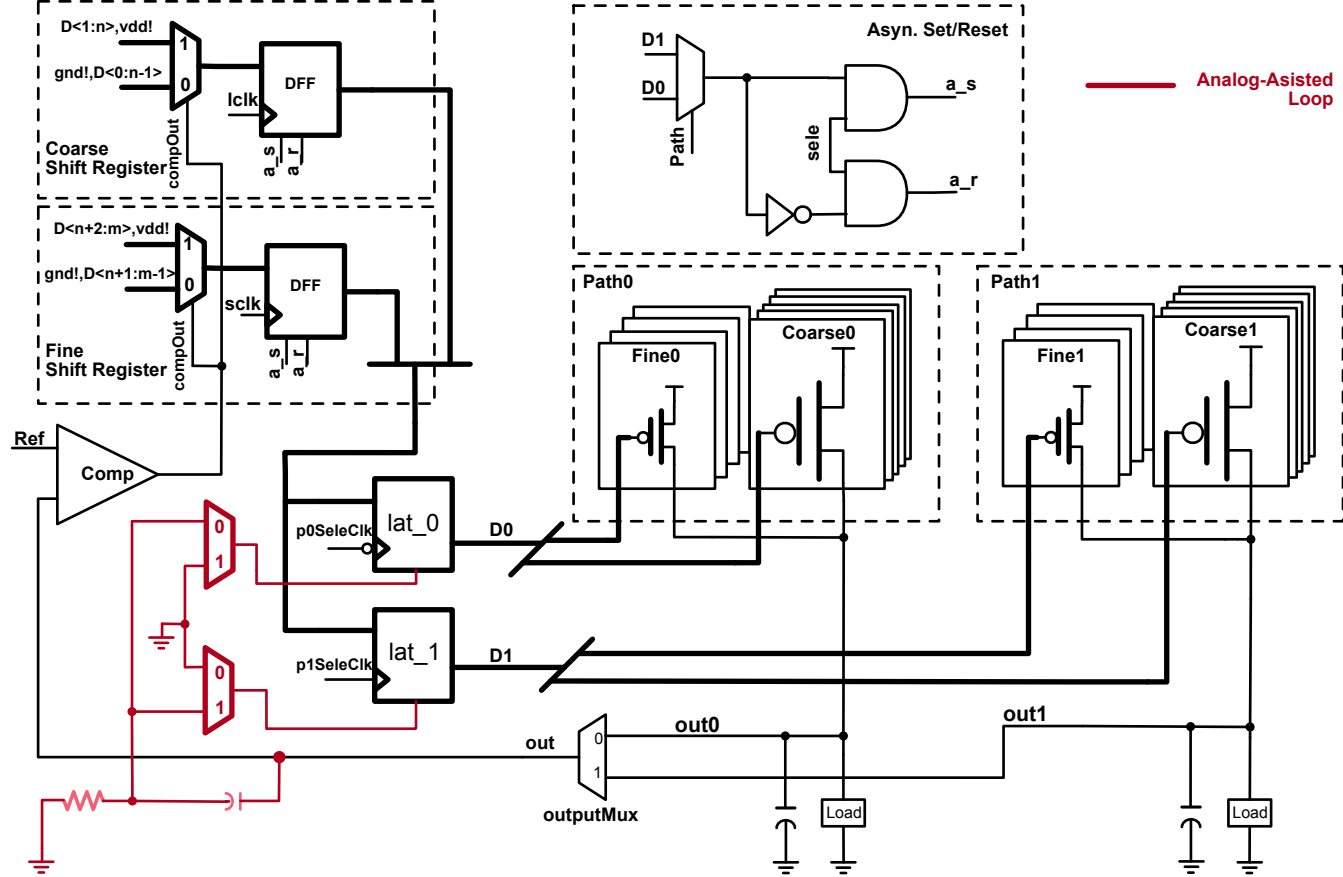 D<1:n>,vdd!
1
gnd!,D<0:n-1>
0
DFF
lclk
compOut
a_s
a_r
Coarse
Shift Register
D<n+2:m>,vdd!
1
gnd!,D<n+1:m-1>
0
DFF
sclk
compOut
a_s
a_r
Fine
Shift Register
Asyn. Set/Reset
D1
D0
Path
sele
a_s
a_r
Analog-Asisted
Loop
Path0
Fine0
Coarse0
Path1
Fine1
Coarse1
Ref
Comp
0
1
p0SeleClk
lat_0
D0
0
1
p1SeleClk
lat_1
D1
out
0
1
outputMux
out0
out1
Load
Load